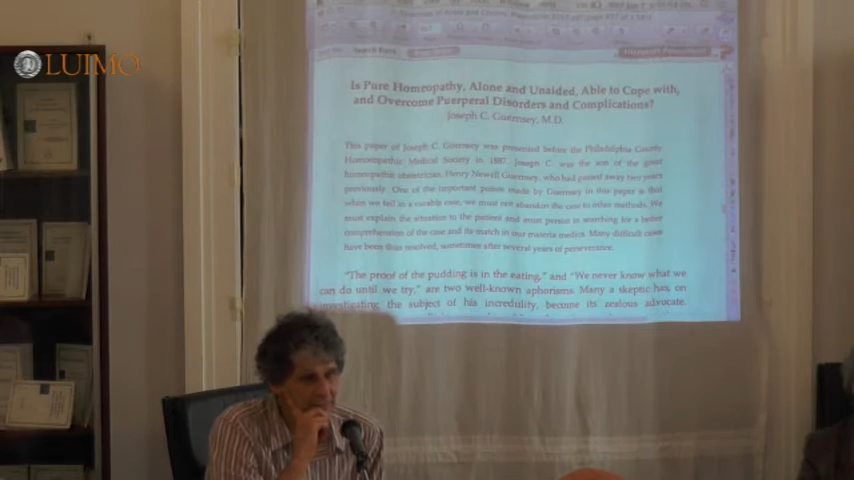 LUIMO
Is Pure Homeopathy, Alone and Unaided, Able to Cope with,
and Overcome Puerperal Disorders and Complications?
Joseph C. Guernsey, M.D.
This paper of Joseph C. Guernsey was presented before the Philadelphia County
Homoeopathic Medical Society in 1887. Joseph C. was the son of the great
homeopathic obstetrician, Henry Newell Guernsey, who had passed away two years
previously. One of the important points made by Guernsey in this paper is that
when we fail in a curable case, we must not abandon the case to other methods. We
must explain the situation to the patient and must persist in searching for a better
comprehension of the case and its match in our materia medica. Many difficult cases
have been thus resolved, sometimes after several years of perseverance.
"The proof of the pudding is in the eating," and "We never know what we
can do until we try," are two well-known aphorisms. Many a skeptic has, on
investigating the subject of his incredulity, become its zealous advocate.